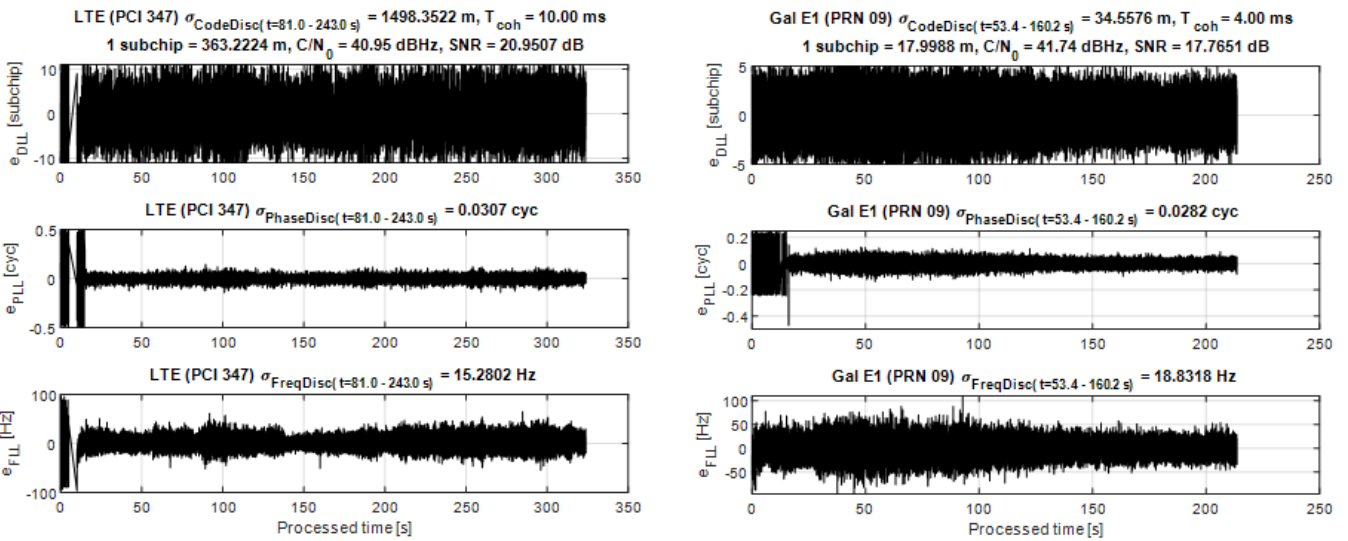 LTE (PCI 347) σCodeDisc( t=81.0 - 243.0 s) = 1498.3522 m, Tcoh = 10.00 ms
1 subchip = 363.2224 m, C/N0 = 40.95 dBHz, SNR = 20.9507 dB
10
0
-10
eDLL [subchip]
0 50 100 150 200 250 300 350
LTE (PCI 347) σPhaseDisc( t=81.0 - 243.0 s) = 0.0307 cyc
0.5
0
-0.5
ePLL [cyc]
0 50 100 150 200 250 300 350
LTE (PCI 347) σFreqDisc( t=81.0 - 243.0 s) = 15.2802 Hz
100
0
-100
eFLL [Hz]
0 50 100 150 200 250 300 350
Processed time [s]
Gal E1 (PRN 09) σCodeDisc( t=53.4 - 160.2 s) = 34.5576 m, Tcoh = 4.00 ms
1 subchip = 17.9988 m, C/N0 = 41.74 dBHz, SNR = 17.7651 dB
5
0
-5
eDLL [subchip]
0 50 100 150 200 250
Gal E1 (PRN 09) σPhaseDisc( t=53.4 - 160.2 s) = 0.0282 cyc
0.2
0
-0.2
-0.4
ePLL [cyc]
0 50 100 150 200 250
Gal E1 (PRN 09) σFreqDisc( t=53.4 - 160.2 s) = 18.8318 Hz
100
50
0
-50
eFLL [Hz]
0 50 100 150 200 250
Processed time [s]